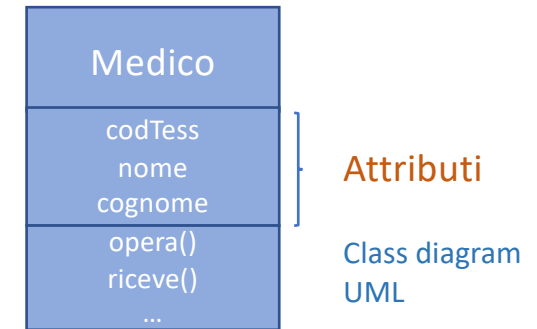 Medico
codTess
nome
cognome
Attributi
opera()
riceve()
…
Class diagram
UML